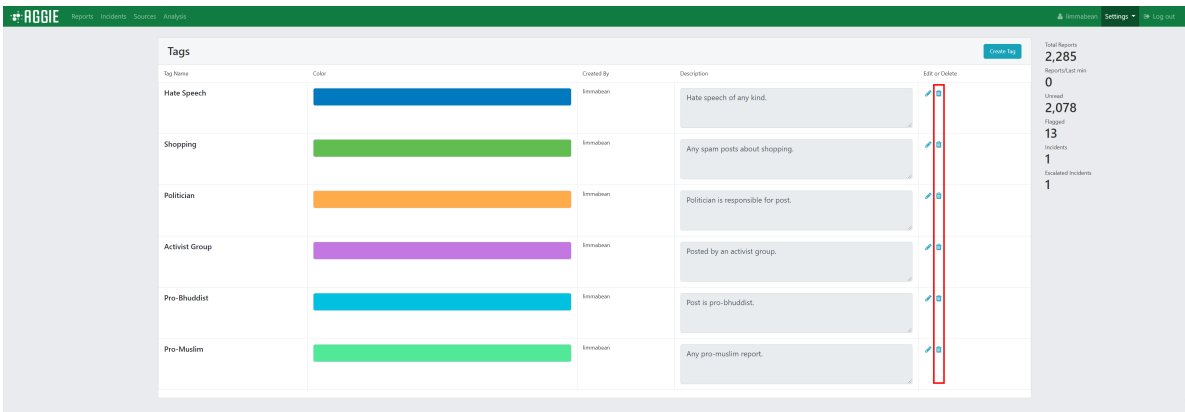 AGGIE Reports Incidents Sources Analysis limmabean Settings Log out
Tags Create Tag
Tag Name Color Created By Description Edit or Delete
Hate Speech limmabean Hate speech of any kind.
Shopping limmabean Any spam posts about shopping.
Politician limmabean Politician is responsible for post.
Activist Group limmabean Posted by an activist group.
Pro-Bhuddist limmabean Post is pro-bhuddist.
Pro-Muslim limmabean Any pro-muslim report.
Total Reports
2,285
Reports/Last min
0
Unread
2,078
Flagged
13
Incidents
1
Escalated Incidents
1